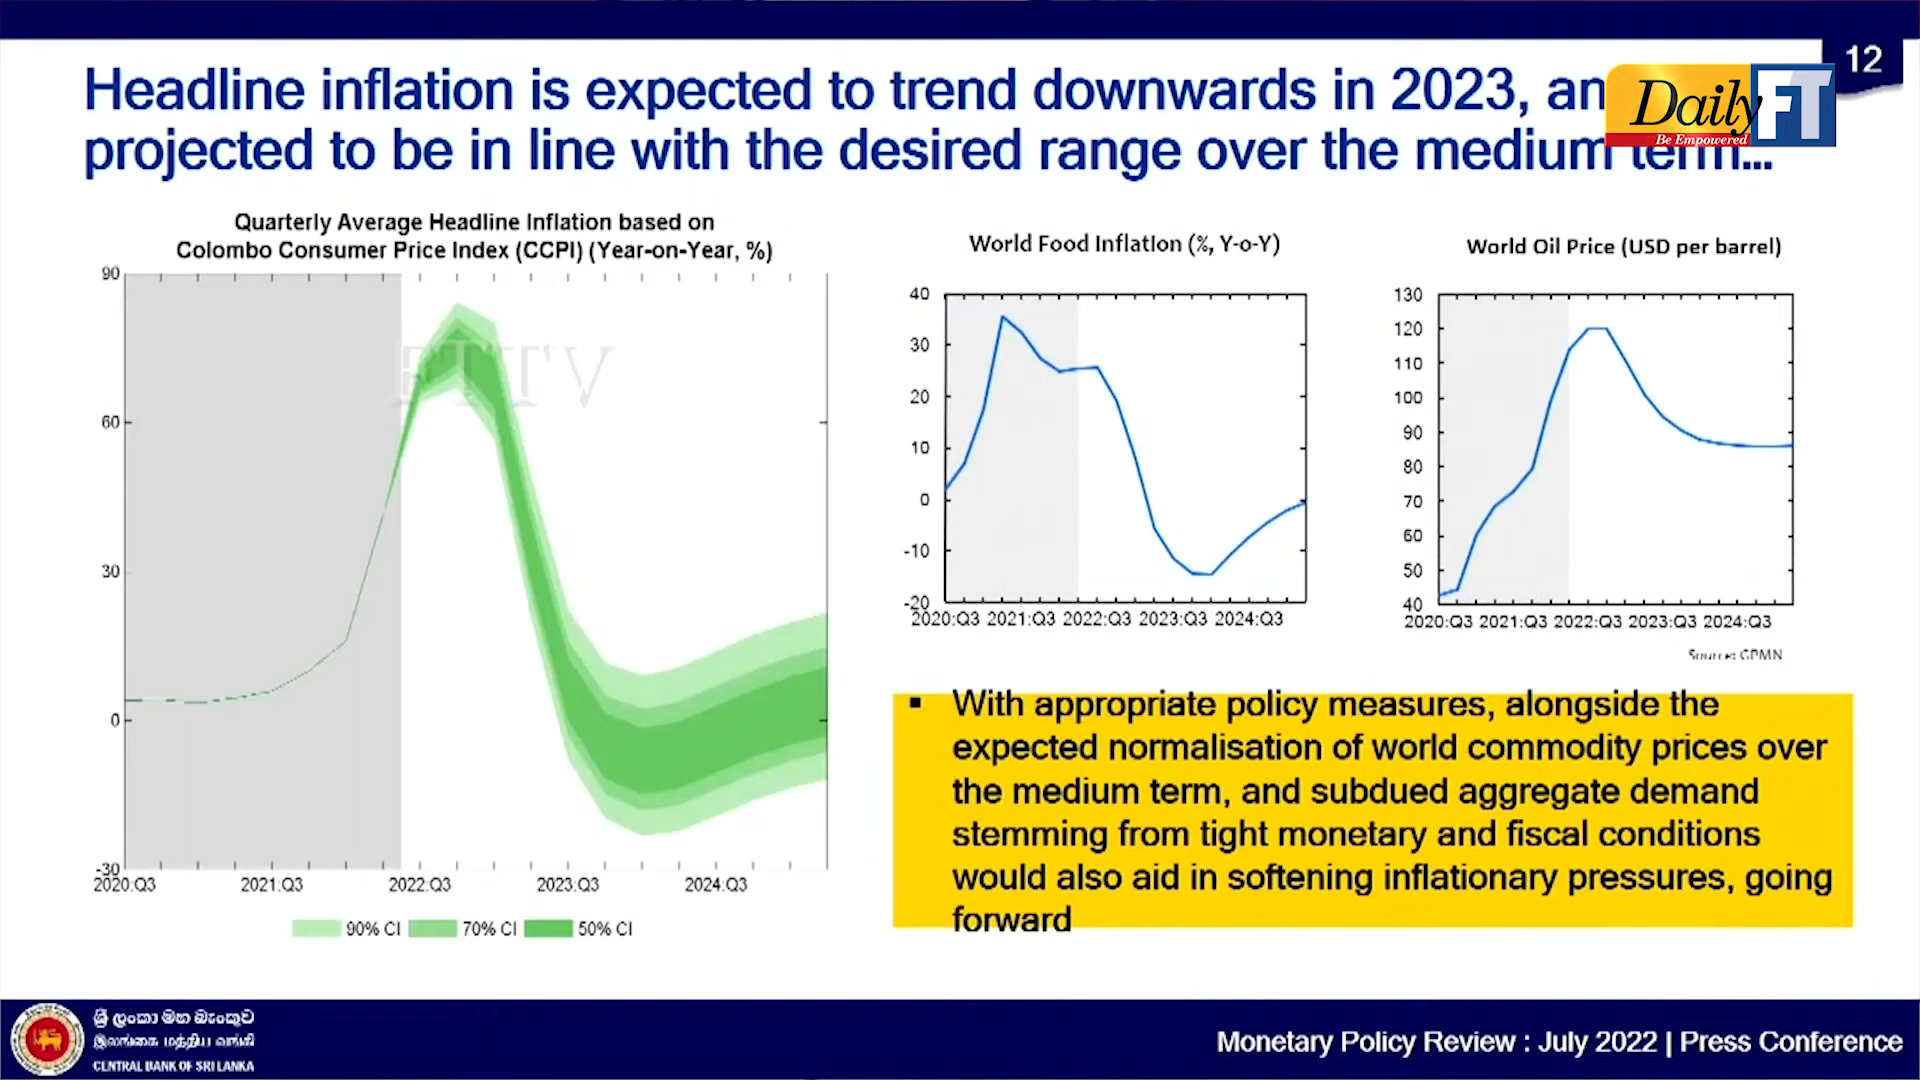 12
Headline inflation is expected to trend downwards in 2023, an
projected to be in line with the desired range over the medium term...
Daily FT
Be Empowered
Quarterly Average Headline Inflation based on
Colombo Consumer Price Index (CCPI) (Year-on-Year, %)
90
60
30
0
-30
2020:Q3 2021:Q3 2022:Q3 2023:Q3 2024:Q3
90% CI 70% CI 50% CI
FTTV
World Food Inflation (%, Y-o-Y)
40
30
20
10
0
-10
-20
2020:Q3 2021:Q3 2022:Q3 2023:Q3 2024:Q3
World Oil Price (USD per barrel)
130
120
110
100
90
80
70
60
50
40
2020:Q3 2021:Q3 2022:Q3 2023:Q3 2024:Q3
Source: GPMN
▪ With appropriate policy measures, alongside the
expected normalisation of world commodity prices over
the medium term, and subdued aggregate demand
stemming from tight monetary and fiscal conditions
would also aid in softening inflationary pressures, going
forward
ශ්‍රී ලංකා මහ බැංකුව
இலங்கை மத்திய வங்கி
CENTRAL BANK OF SRI LANKA
Monetary Policy Review : July 2022 | Press Conference